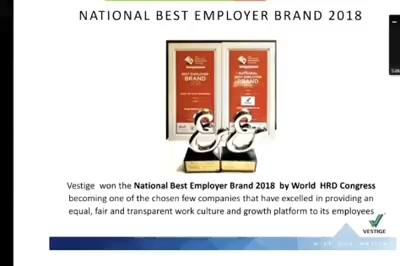 NATIONAL BEST EMPLOYER BRAND 2018
BEST EMPLOYER
BRAND
NATIONAL
BEST EMPLOYER
BRAND
Vestige won the National Best Employer Brand 2018 by World HRD Congress
becoming one of the chosen few companies that have excelled in providing an
equal, fair and transparent work culture and growth platform to its employees
VESTIGE